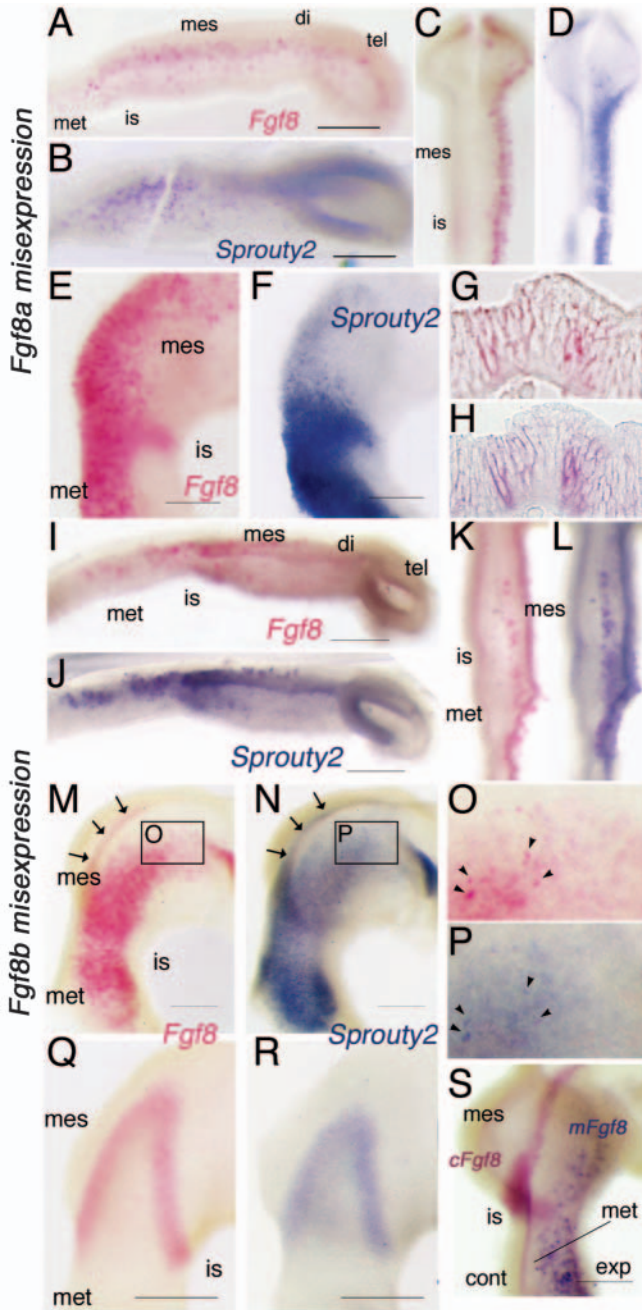 Fgf8a misexpression
A
mes
di
tel
met
is
Fgf8
B
Sprouty2
C
mes
is
D
E
mes
is
met
Fgf8
F
Sprouty2
G
H
I
mes
di
tel
met
is
Fgf8
J
Sprouty2
K
L
mes
is
met
Fgf8b misexpression
M
O
mes
is
met
Fgf8
N
P
Sprouty2
O
P
Q
mes
is
met
R
S
mes
mFgf8
cFgf8
is
met
cont
exp